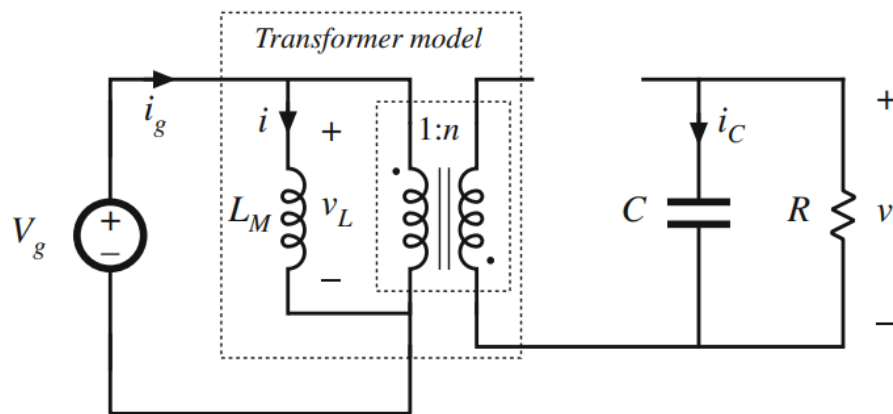 Transformer model
i_g
i
+
1:n
i_C
+
V_g
+
−
L_M
v_L
C
R
v
−
−